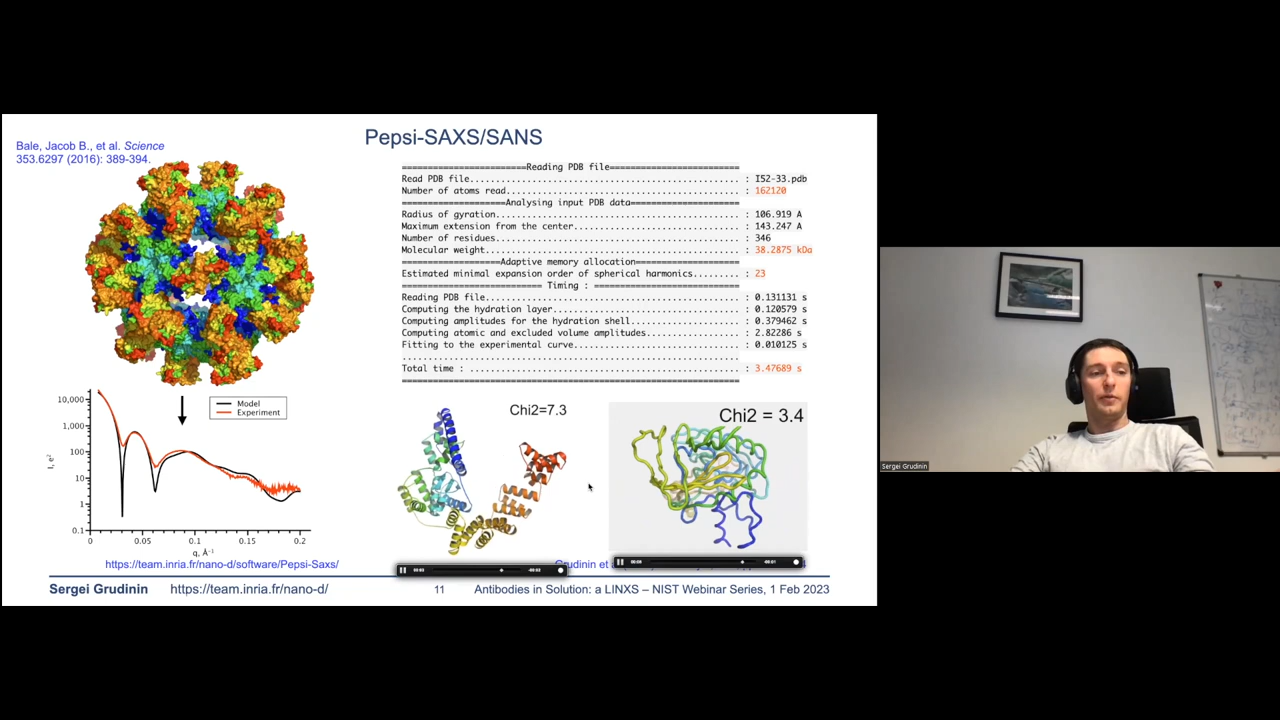 Pepsi-SAXS/SANS
Bale, Jacob B., et al. Science
353.6297 (2016): 389-394.
========================Reading PDB file=========================
Read PDB file.................................................... : I52-33.pdb
Number of atoms read............................................. : 162120
====================Analysing input PDB data=====================
Radius of gyration............................................... : 106.919 A
Maximum extension from the center................................ : 143.247 A
Number of residues............................................... : 346
Molecular weight................................................. : 38.2875 kDa
===================Adaptive memory allocation====================
Estimated minimal expansion order of spherical harmonics......... : 23
=========================== Timing : ============================
Reading PDB file................................................. : 0.131131 s
Computing the hydration layer.................................... : 0.120579 s
Computing amplitudes for the hydration shell..................... : 0.379462 s
Computing atomic and excluded volume amplitudes.................. : 2.82286 s
Fitting to the experimental curve................................ : 0.010125 s
.................................................................
Total time : .................................................... : 3.47689 s
=================================================================
Model
Experiment
10,000
1,000
100
10
1
0.1
I, e²
0 0.05 0.1 0.15 0.2
q, Å⁻¹
Chi2=7.3
Chi2 = 3.4
https://team.inria.fr/nano-d/software/Pepsi-Saxs/
Grudinin et
Sergei Grudinin https://team.inria.fr/nano-d/ 11 Antibodies in Solution: a LINXS – NIST Webinar Series, 1 Feb 2023
Sergei Grudinin